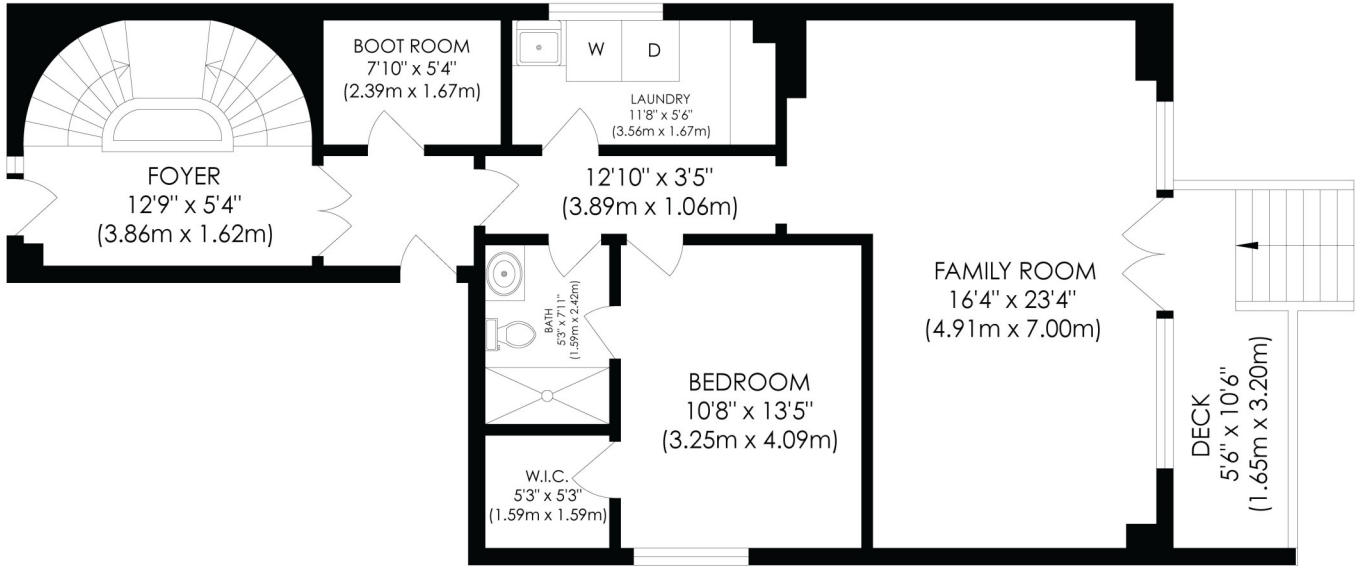 BOOT ROOM
7'10" x 5'4"
(2.39m x 1.67m)
W
D
LAUNDRY
11'8" x 5'6"
(3.56m x 1.67m)
FOYER
12'9" x 5'4"
(3.86m x 1.62m)
12'10" x 3'5"
(3.89m x 1.06m)
FAMILY ROOM
16'4" x 23'4"
(4.91m x 7.00m)
BATH
5'3" x 7'11"
(1.59m x 2.42m)
BEDROOM
10'8" x 13'5"
(3.25m x 4.09m)
DECK
5'6" x 10'6"
(1.65m x 3.20m)
W.I.C.
5'3" x 5'3"
(1.59m x 1.59m)